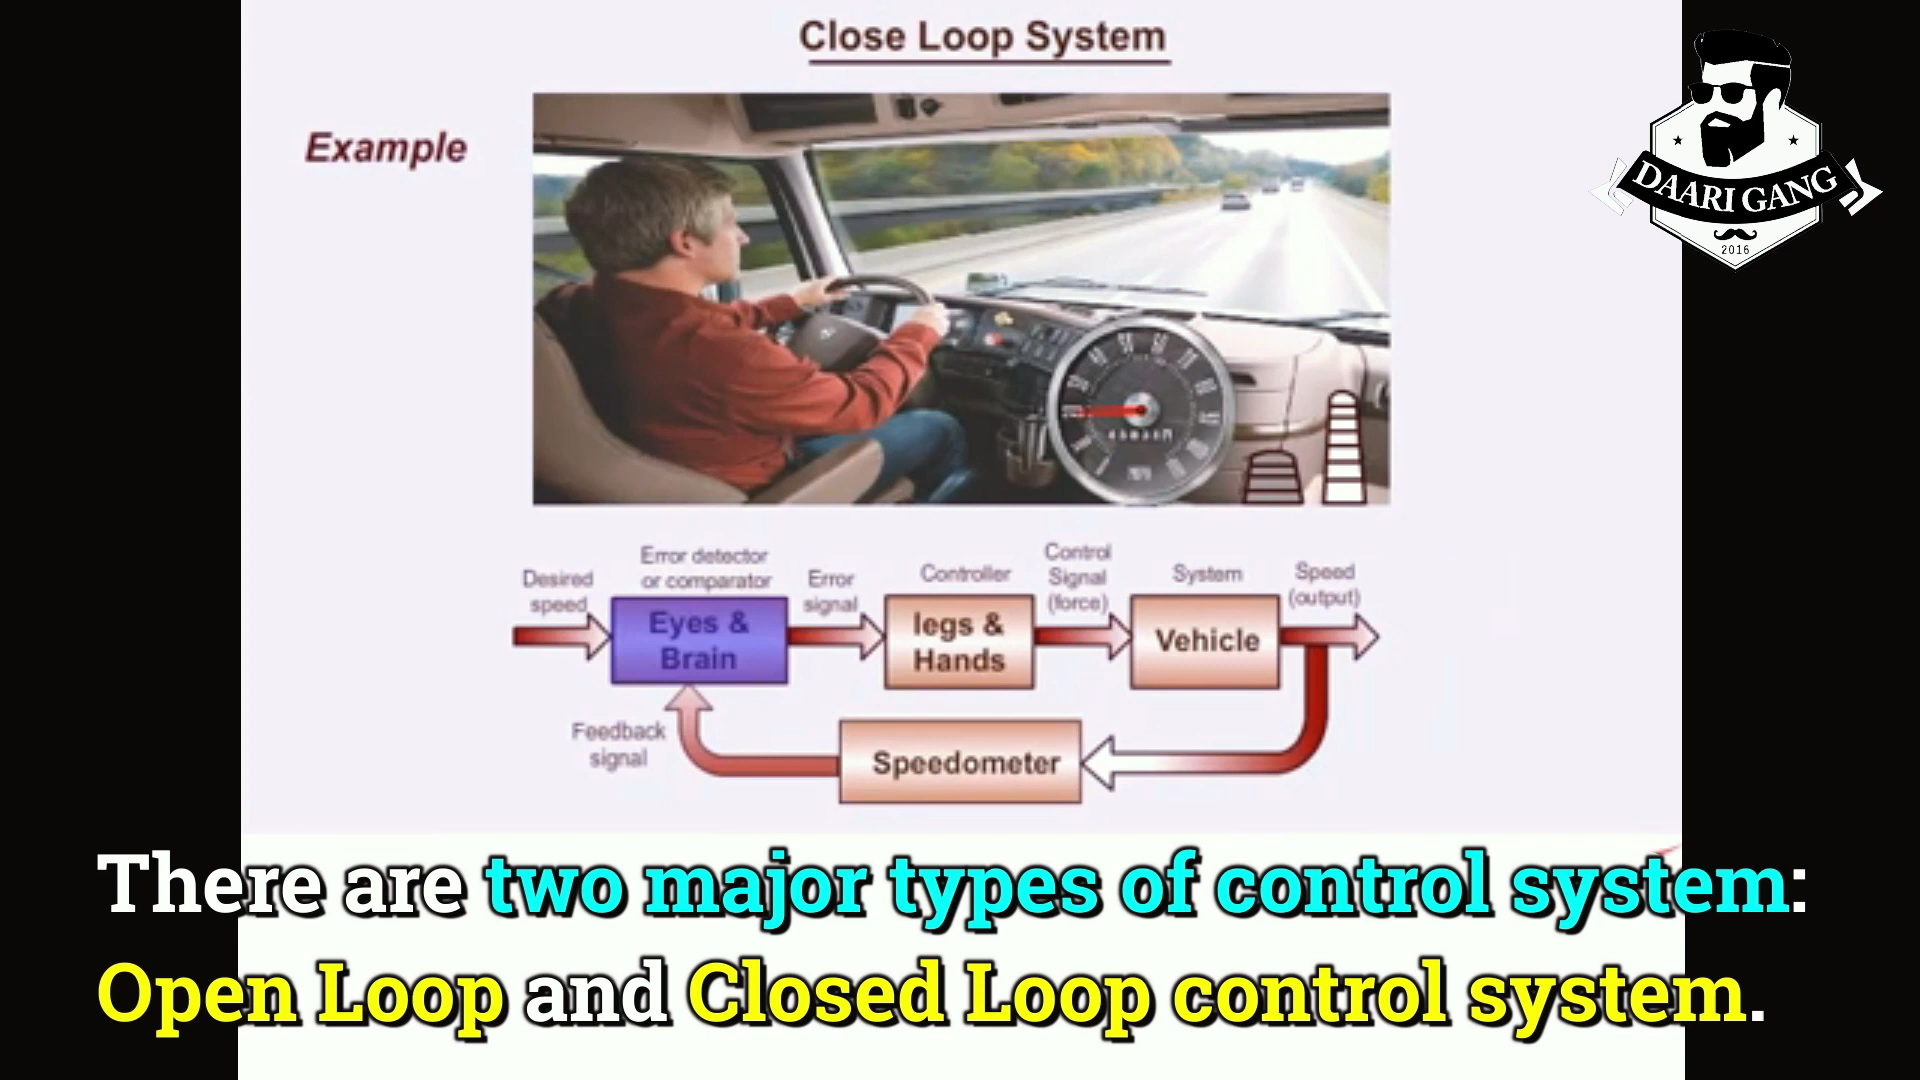 Close Loop System
Example
DAARI GANG
2016
Desired
speed
Error detector
or comparator
Eyes &
Brain
Error
signal
Controller
legs &
Hands
Control
Signal
(force)
System
Vehicle
Speed
(output)
Feedback
signal
Speedometer
There are two major types of control system:
Open Loop and Closed Loop control system.